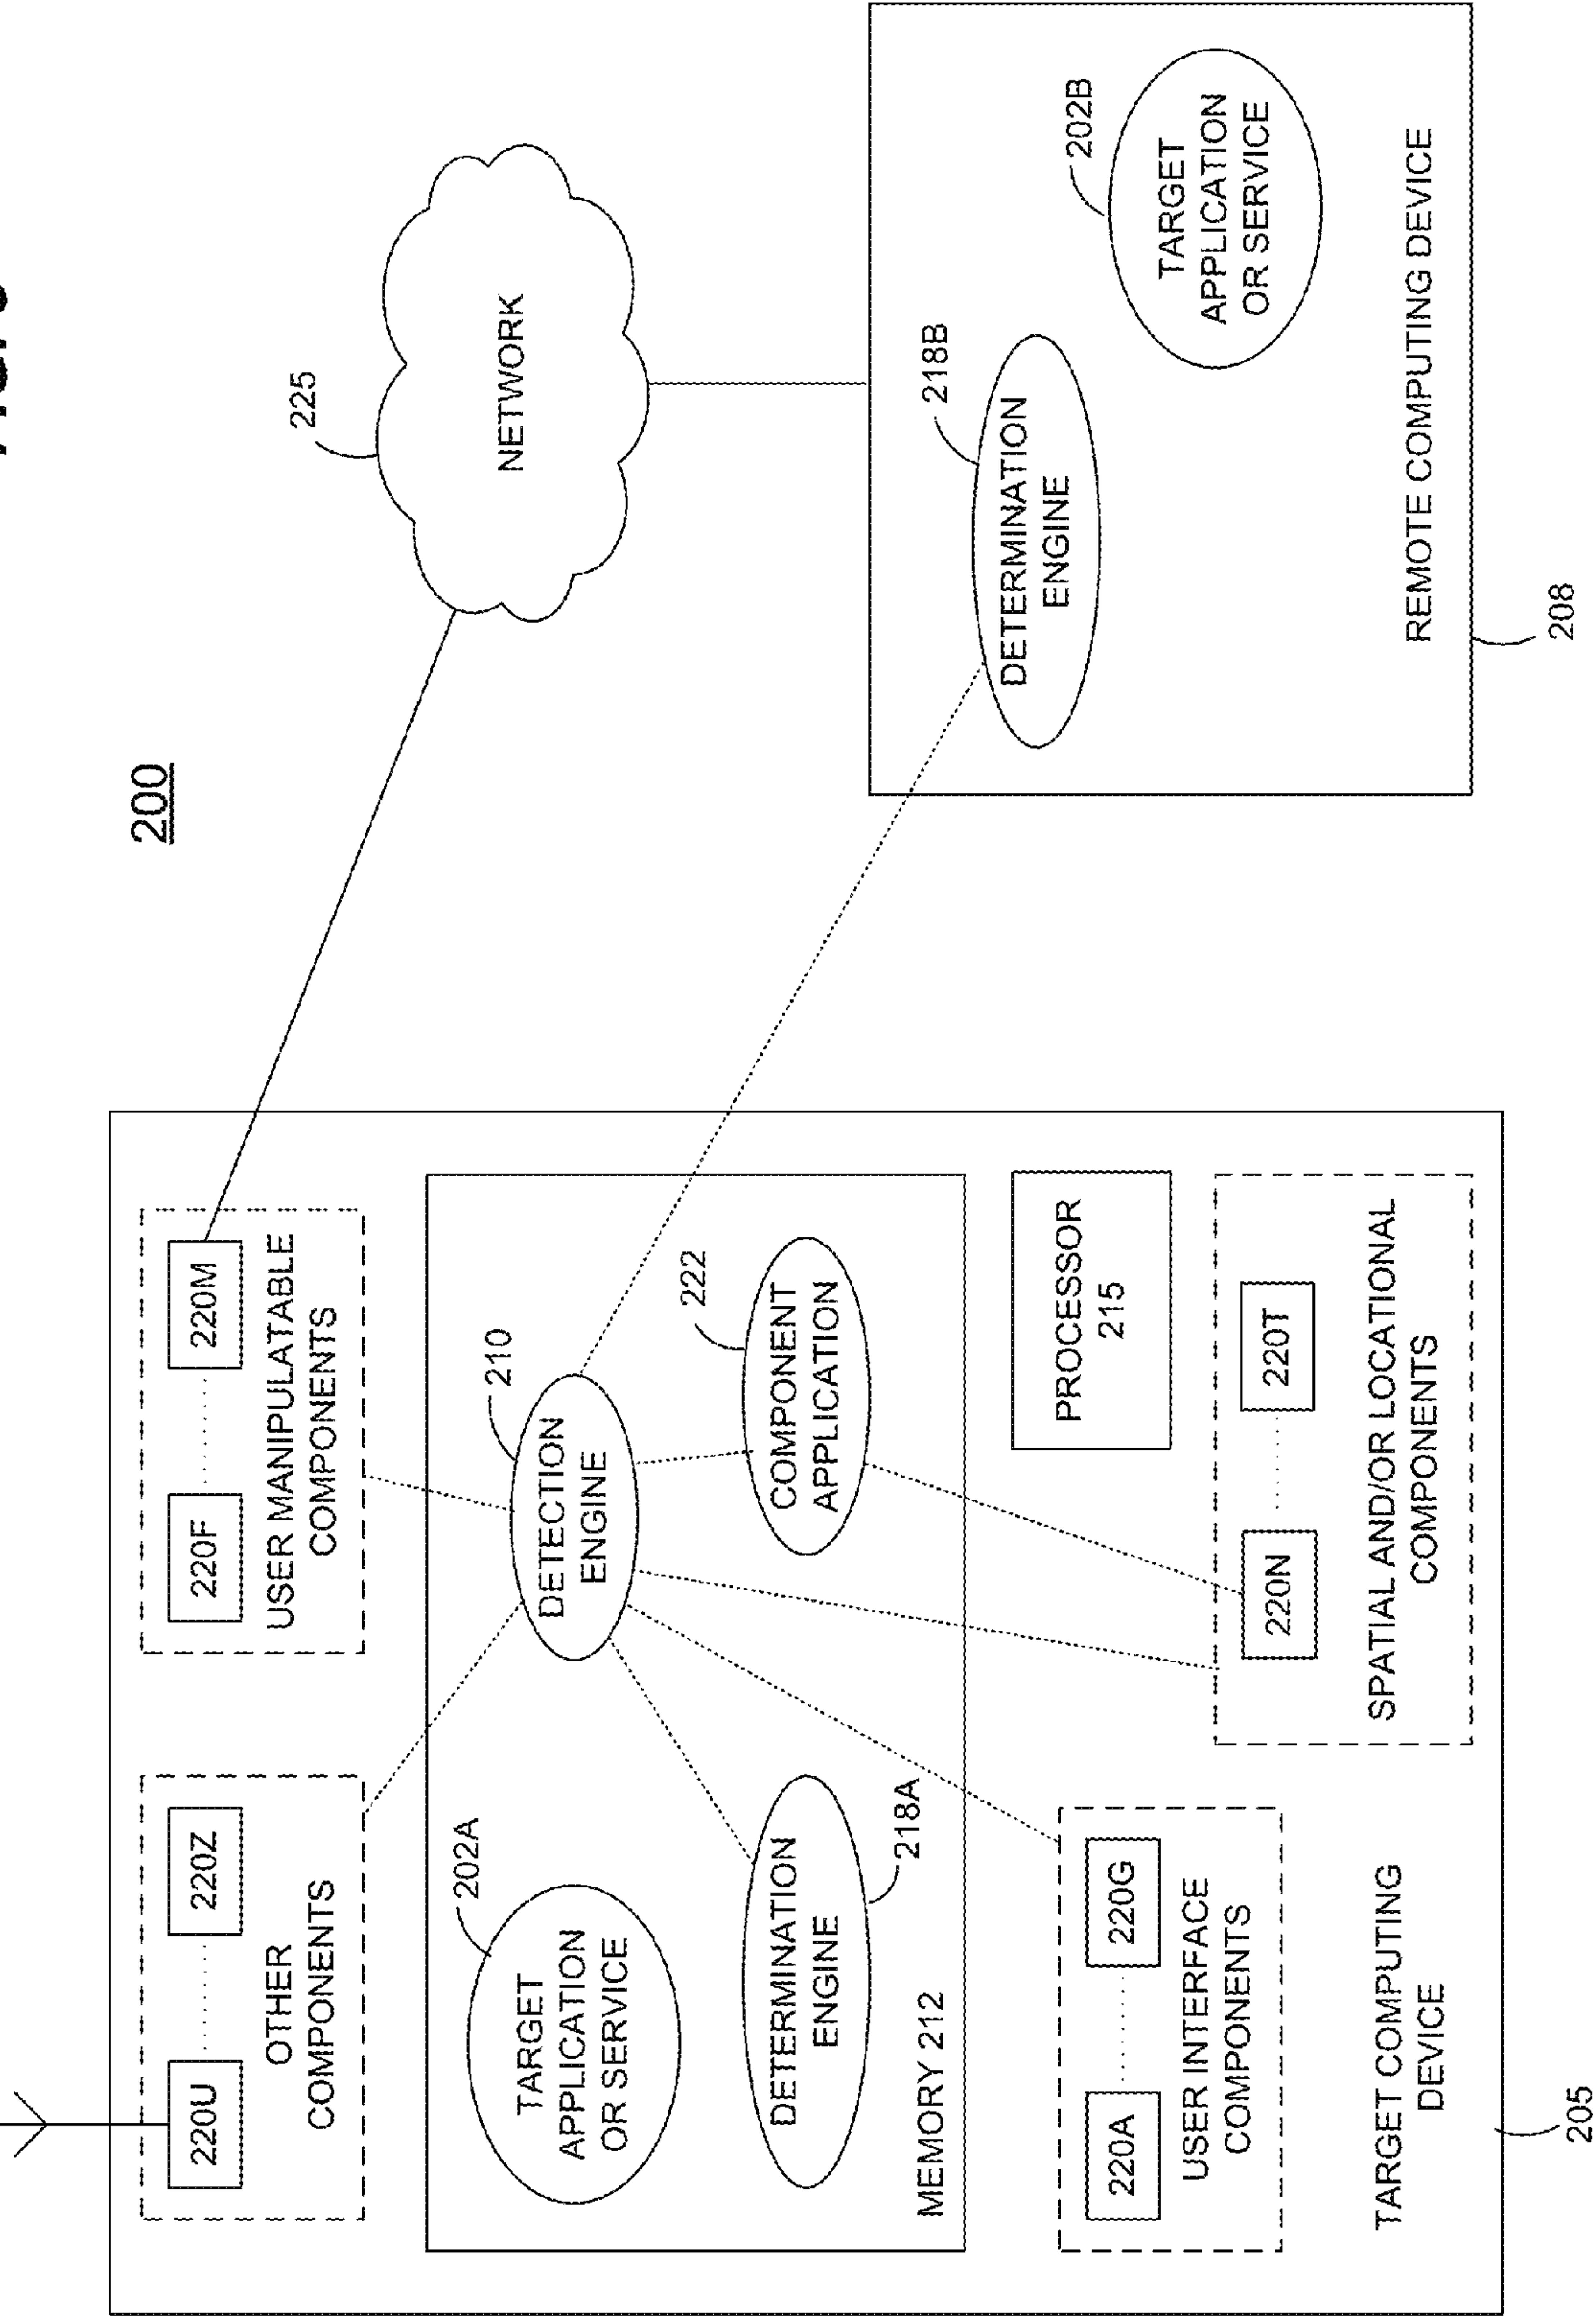 200
220U
220Z
OTHER
COMPONENTS
220F
220M
USER MANIPULATABLE
COMPONENTS
225
NETWORK
202A
TARGET
APPLICATION
OR SERVICE
210
DETECTION
ENGINE
DETERMINATION
ENGINE
218A
222
COMPONENT
APPLICATION
MEMORY 212
PROCESSOR
215
220A
220G
USER INTERFACE
COMPONENTS
220N
220T
SPATIAL AND/OR LOCATIONAL
COMPONENTS
TARGET COMPUTING
DEVICE
205
218B
DETERMINATION
ENGINE
202B
TARGET
APPLICATION
OR SERVICE
REMOTE COMPUTING DEVICE
208